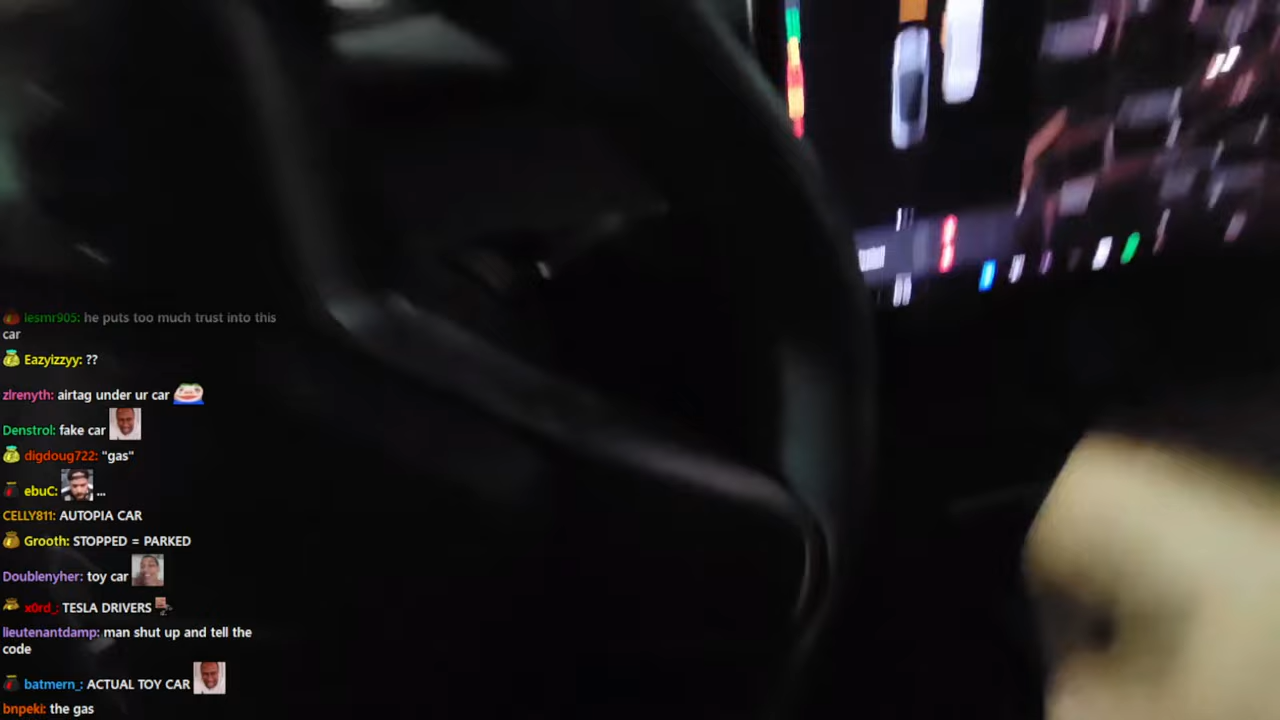 lesmr905: he puts too much trust into this
car
Eazyizzyy: ??
zlrenyth: airtag under ur car
Denstrol: fake car
digdoug722: "gas"
ebuC: ...
CELLY811: AUTOPIA CAR
Grooth: STOPPED = PARKED
Doublenyher: toy car
x0rd_: TESLA DRIVERS
lieutenantdamp: man shut up and tell the
code
batmern_: ACTUAL TOY CAR
bnpeki: the gas